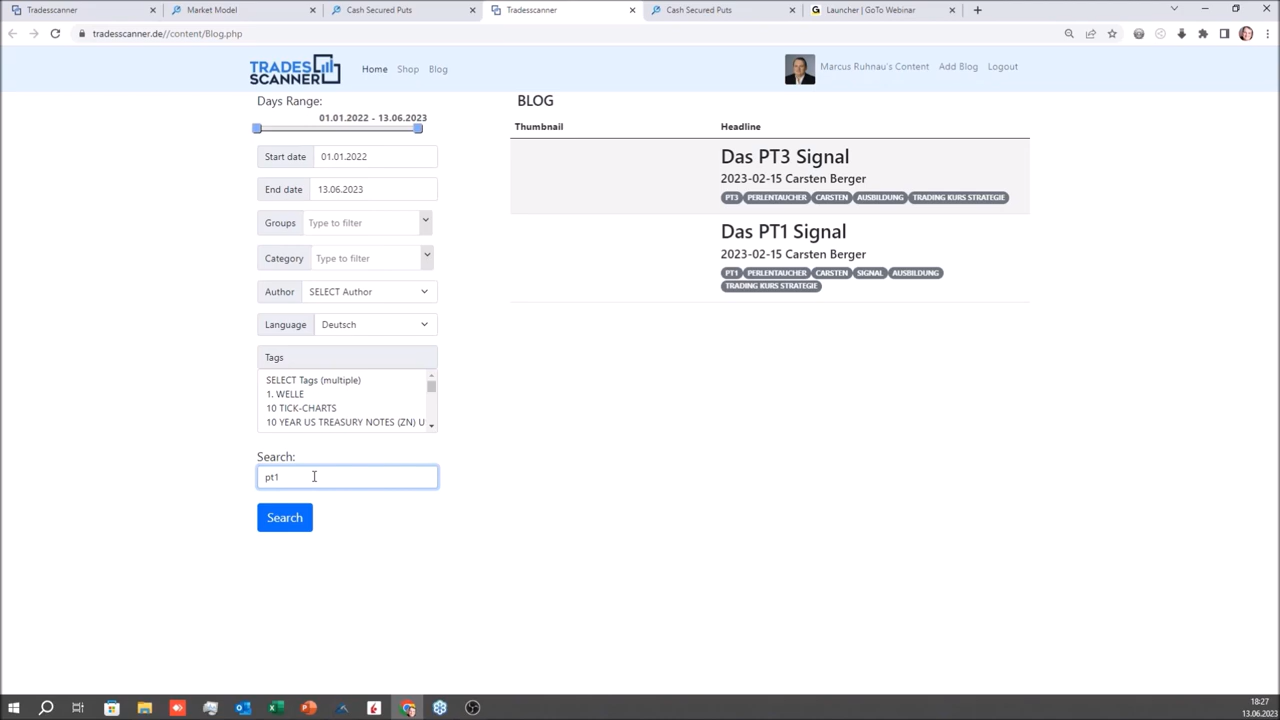 Tradesscanner
Market Model
Cash Secured Puts
Tradesscanner
Cash Secured Puts
Launcher | GoTo Webinar
tradesscanner.de//content/Blog.php
TRADES
SCANNER
Home
Shop
Blog
Marcus Ruhnau's Content
Add Blog
Logout
Days Range:
01.01.2022 - 13.06.2023
Start date 01.01.2022
End date 13.06.2023
Groups Type to filter
Category Type to filter
Author SELECT Author
Language Deutsch
Tags
SELECT Tags (multiple)
1. WELLE
10 TICK-CHARTS
10 YEAR US TREASURY NOTES (ZN) U
Search:
pt1
Search
BLOG
Thumbnail Headline
Das PT3 Signal
2023-02-15 Carsten Berger
PT3 PERLENTAUCHER CARSTEN AUSBILDUNG TRADING KURS STRATEGIE
Das PT1 Signal
2023-02-15 Carsten Berger
PT1 PERLENTAUCHER CARSTEN SIGNAL AUSBILDUNG
TRADING KURS STRATEGIE
18:27
13.06.2023